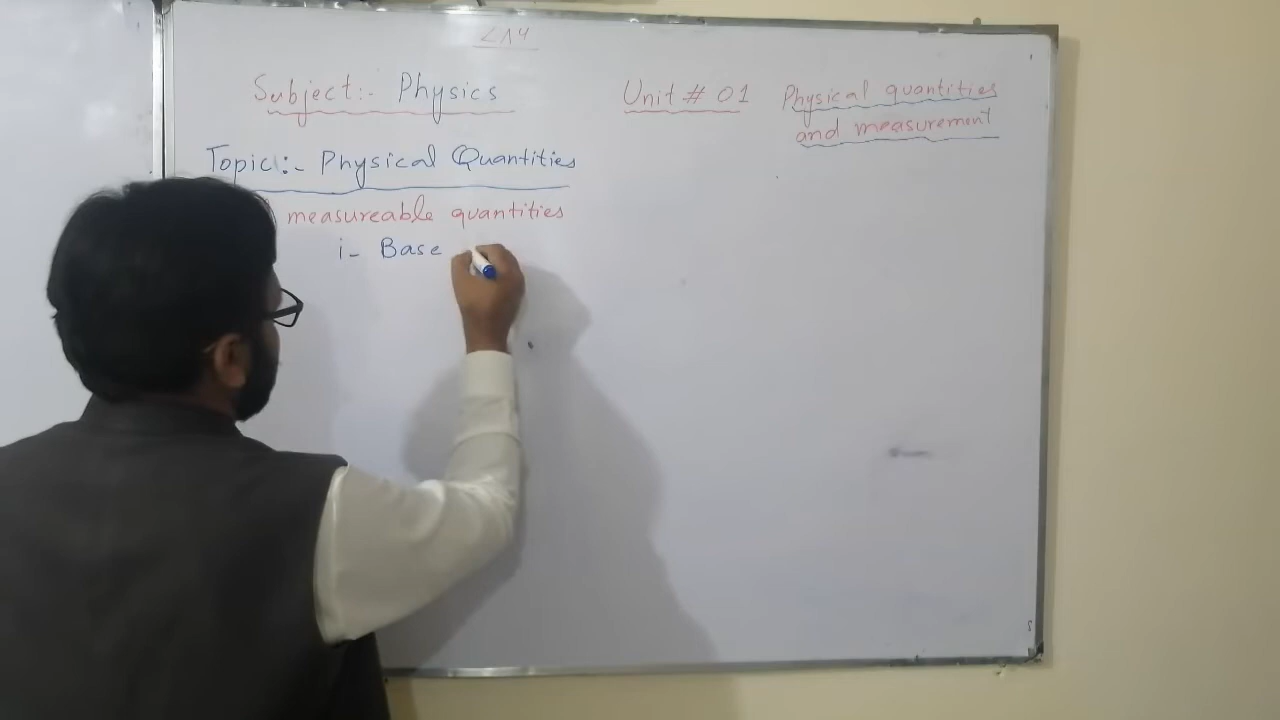 Subject:- Physics
Unit # 01 Physical quantities
and measurement
Topic:- Physical Quantities
measureable quantities
i- Base